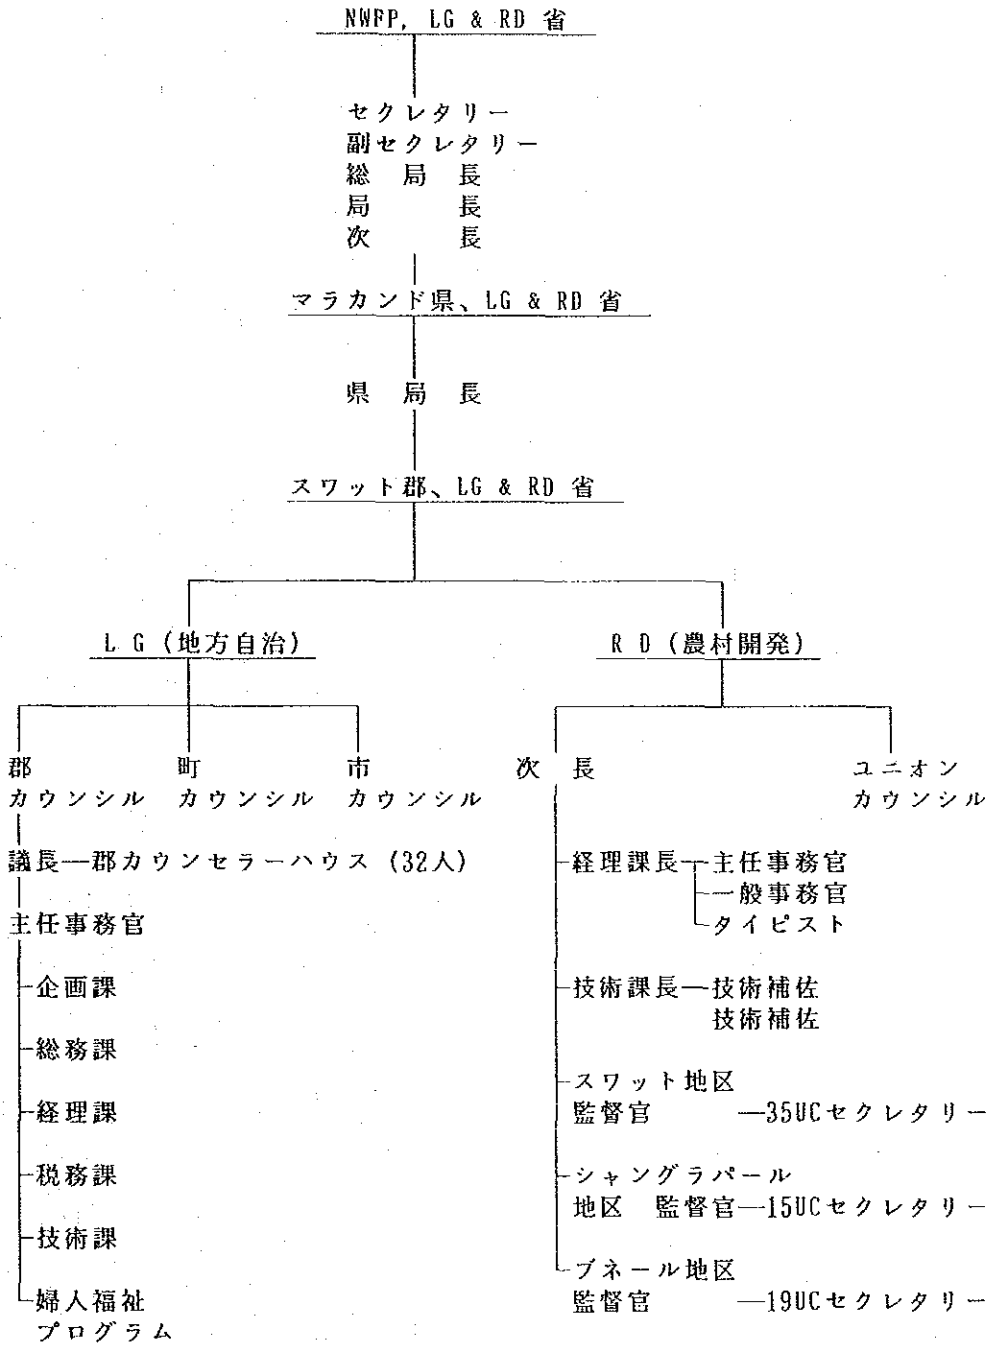 NWFP, LG & RD 省
セクレタリー
副セクレタリー
総局長
局長
次長
マラカンド県、LG & RD 省
県局長
スワット郡、LG & RD 省
LG (地方自治)
RD (農村開発)
郡カウンシル
町カウンシル
市カウンシル
議長―郡カウンセラーハウス (32人)
主任事務官
企画課
総務課
経理課
税務課
技術課
婦人福祉
プログラム
次長
ユニオン
カウンシル
経理課長―主任事務官
一般事務官
タイピスト
技術課長―技術補佐
技術補佐
スワット地区
監督官 ―35UCセクレタリー
シャングラパール
地区 監督官―15UCセクレタリー
ブネール地区
監督官 ―19UCセクレタリー